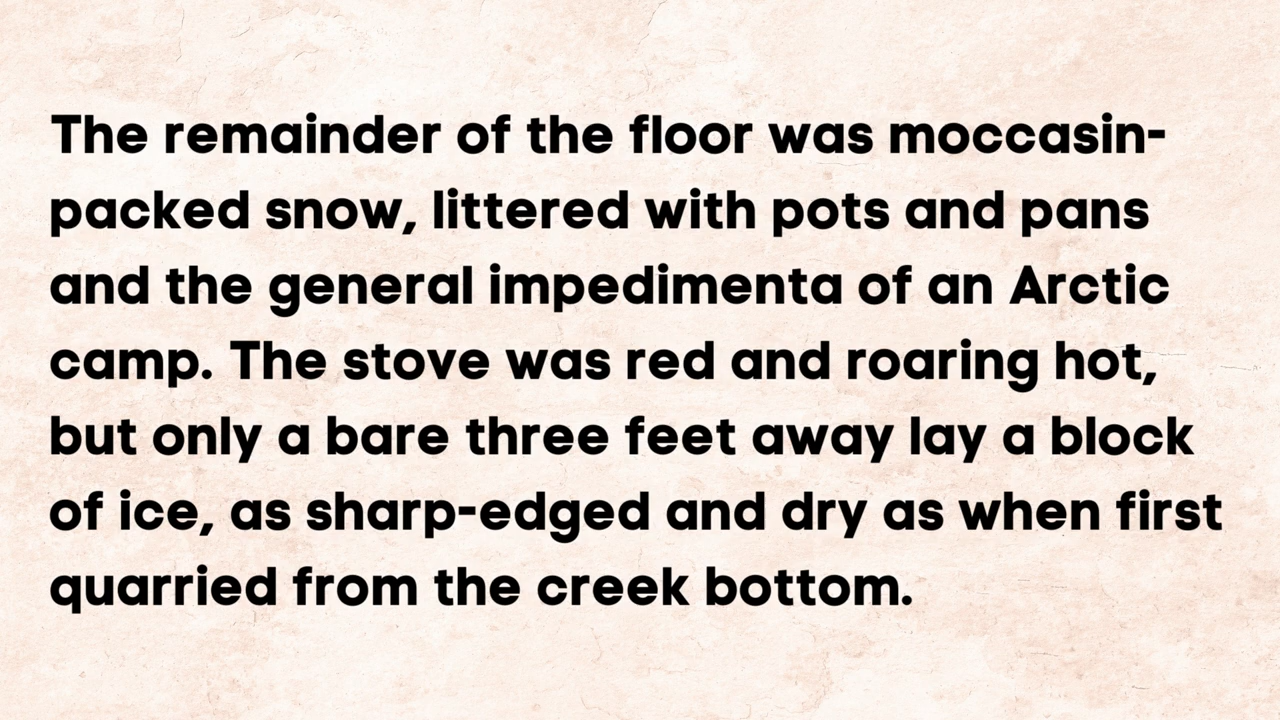 The remainder of the floor was moccasin-
packed snow, littered with pots and pans
and the general impedimenta of an Arctic
camp. The stove was red and roaring hot,
but only a bare three feet away lay a block
of ice, as sharp-edged and dry as when first
quarried from the creek bottom.